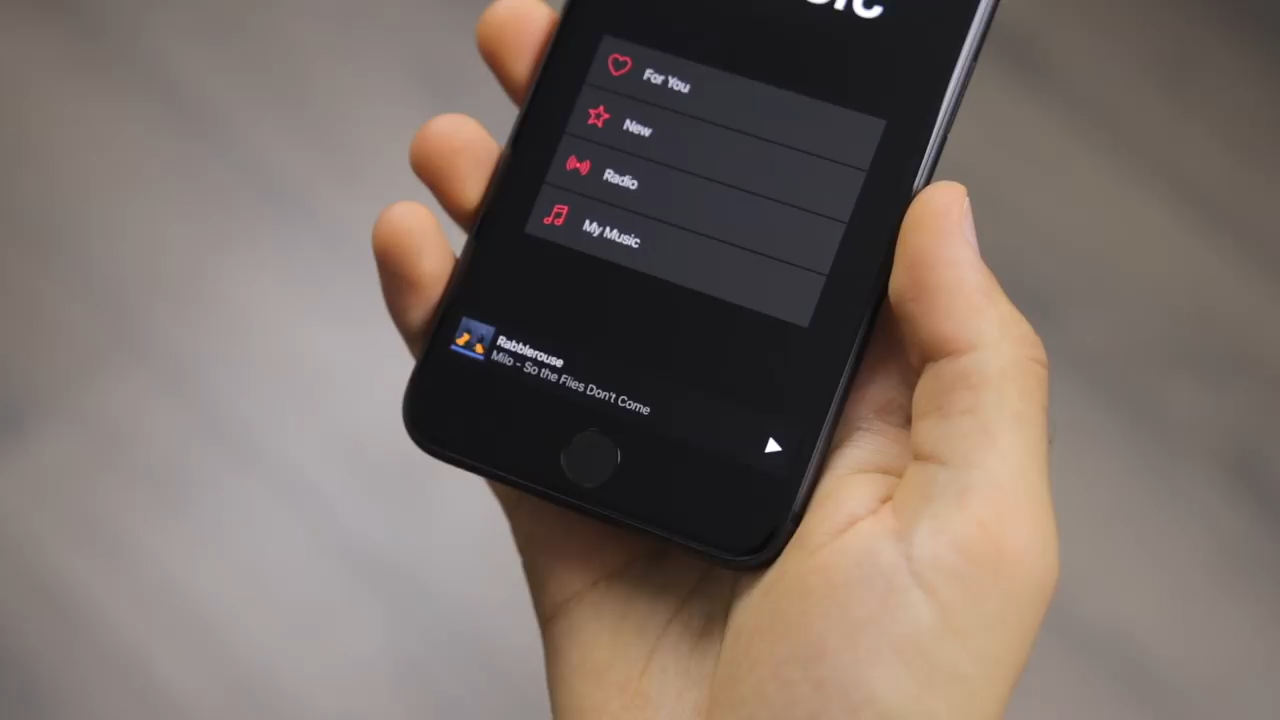 For You
New
Radio
My Music
Rabblerouse
Milo - So the Flies Don't Come